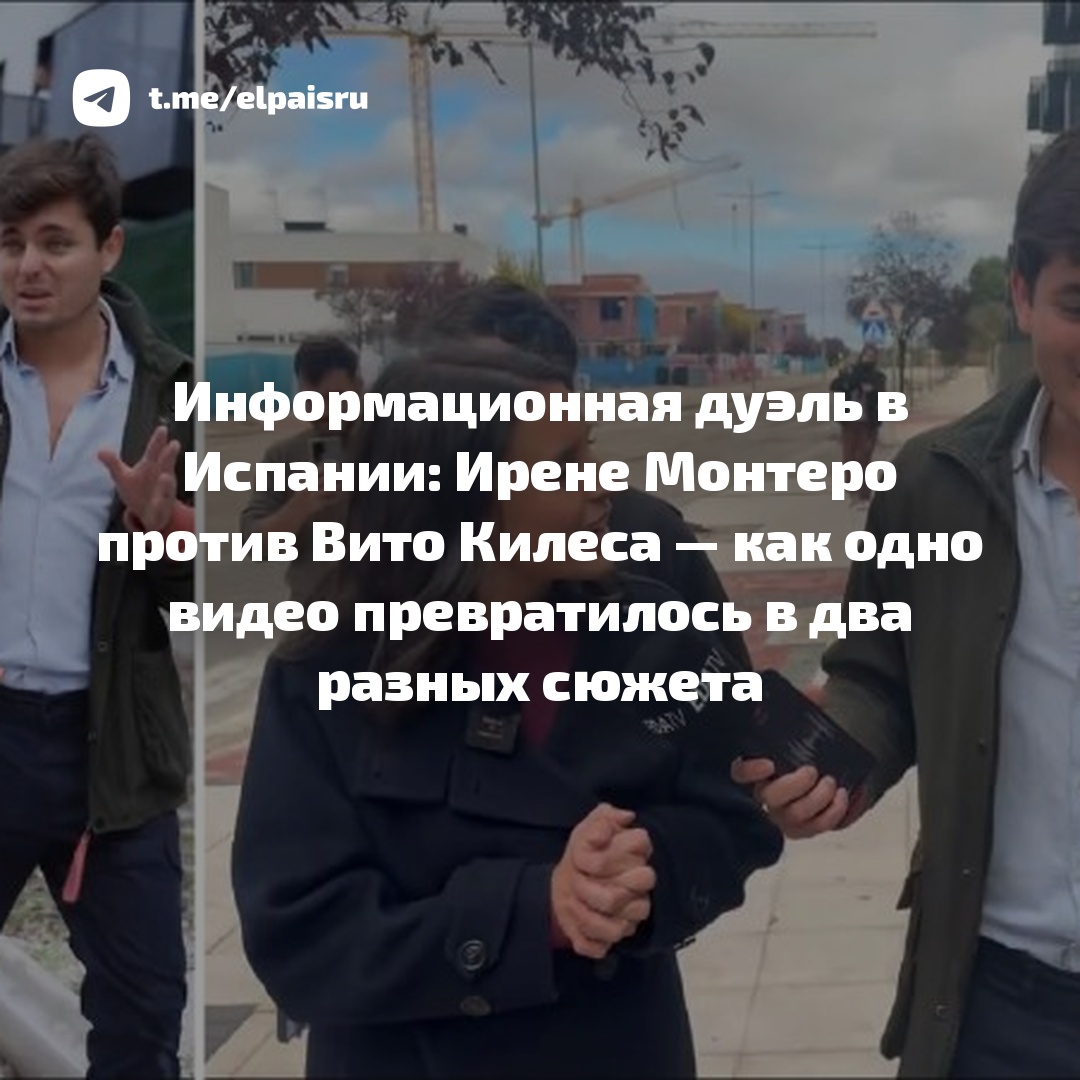 t.me/elpaisru
Информационная дуэль в
Испании: Ирене Монтеро
против Вито Килеса — как одно
видео превратилось в два
разных сюжета